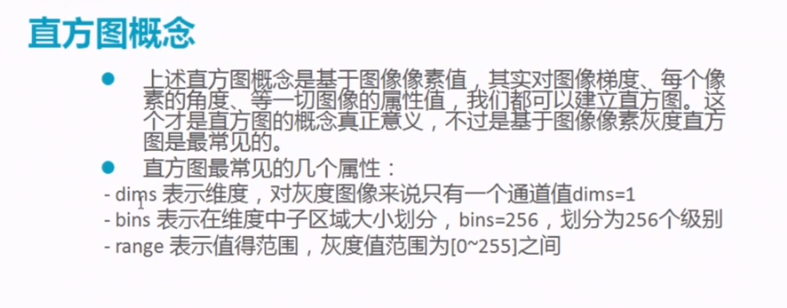 直方图概念
● 上述直方图概念是基于图像像素值，其实对图像梯度、每个像
素的角度、等一切图像的属性值，我们都可以建立直方图。这
个才是直方图的概念真正意义，不过是基于图像像素灰度直方
图是最常见的。
● 直方图最常见的几个属性：
- dims 表示维度，对灰度图像来说只有一个通道值dims=1
- bins 表示在维度中子区域大小划分，bins=256，划分为256个级别
- range 表示值得范围，灰度值范围为[0~255]之间